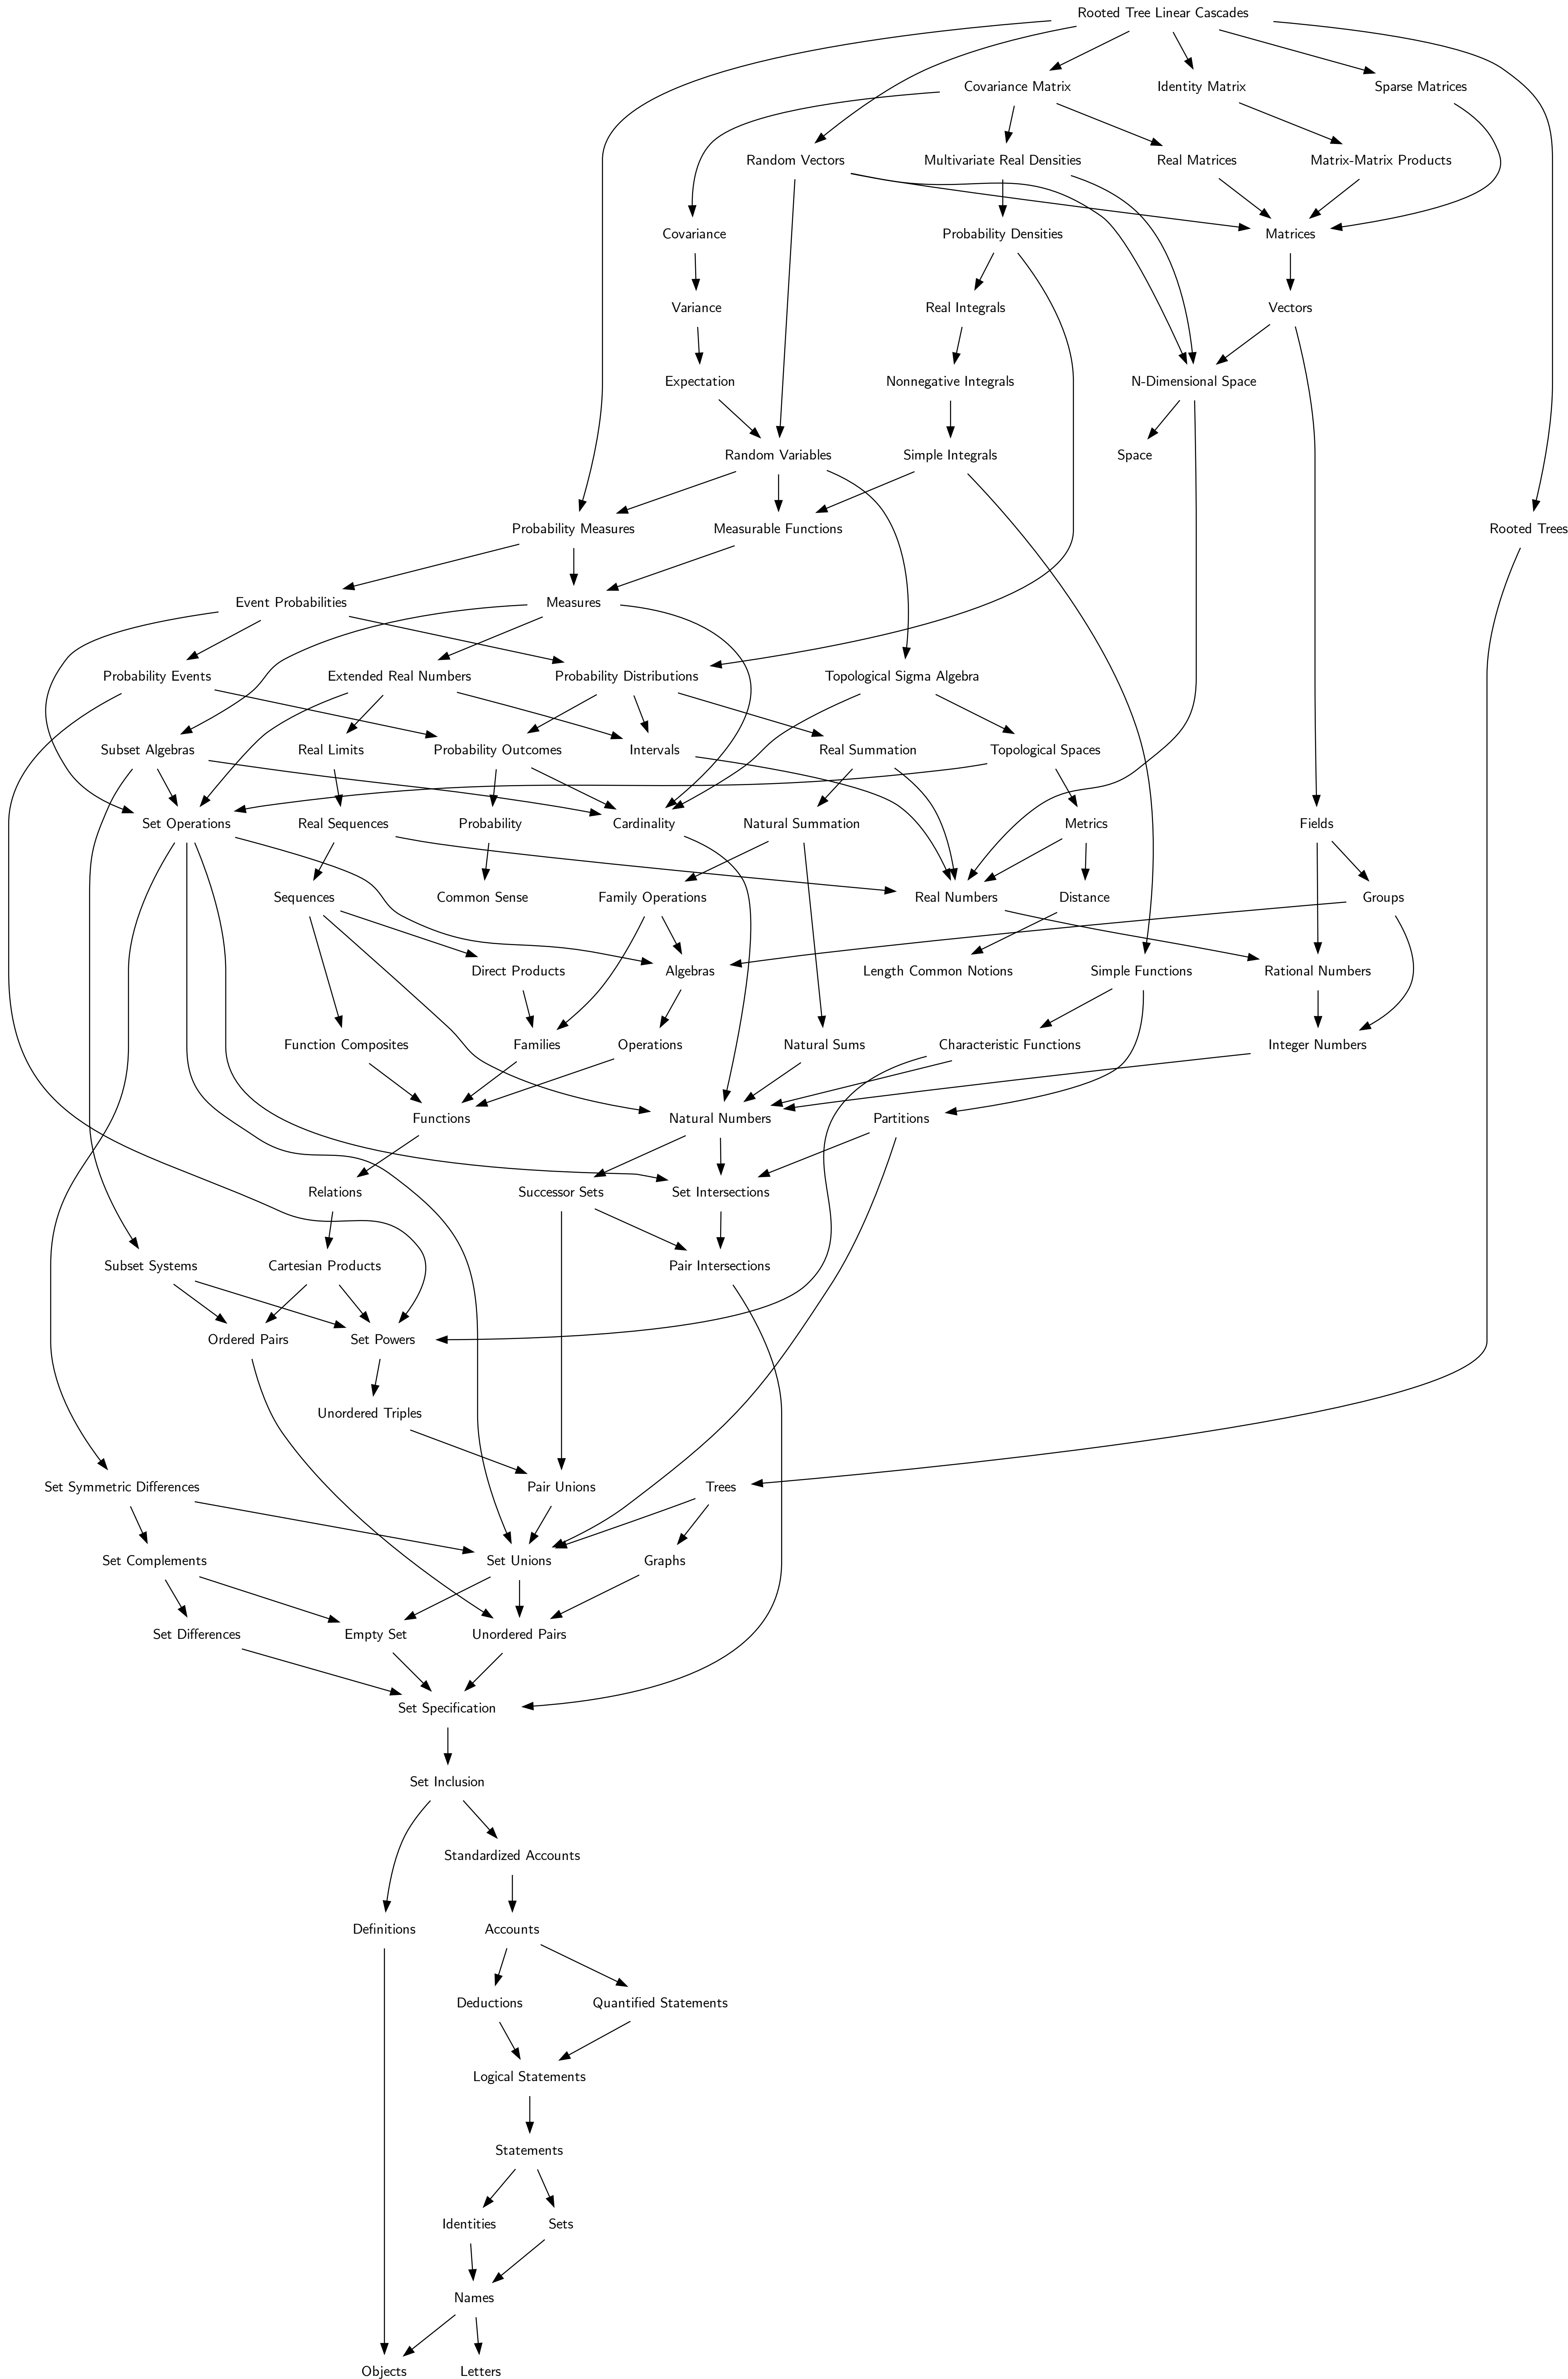 Rooted Tree Linear Cascades
Covariance Matrix
Identity Matrix
Sparse Matrices
Random Vectors
Multivariate Real Densities
Real Matrices
Matrix-Matrix Products
Covariance
Probability Densities
Matrices
Variance
Real Integrals
Vectors
Expectation
Nonnegative Integrals
N-Dimensional Space
Random Variables
Simple Integrals
Space
Probability Measures
Measurable Functions
Rooted Trees
Event Probabilities
Measures
Probability Events
Extended Real Numbers
Probability Distributions
Topological Sigma Algebra
Subset Algebras
Real Limits
Probability Outcomes
Intervals
Real Summation
Topological Spaces
Set Operations
Real Sequences
Probability
Cardinality
Natural Summation
Metrics
Fields
Sequences
Common Sense
Family Operations
Real Numbers
Distance
Groups
Direct Products
Algebras
Length Common Notions
Simple Functions
Rational Numbers
Function Composites
Families
Operations
Natural Sums
Characteristic Functions
Integer Numbers
Functions
Natural Numbers
Partitions
Relations
Successor Sets
Set Intersections
Subset Systems
Cartesian Products
Pair Intersections
Ordered Pairs
Set Powers
Unordered Triples
Set Symmetric Differences
Pair Unions
Trees
Set Complements
Set Unions
Graphs
Set Differences
Empty Set
Unordered Pairs
Set Specification
Set Inclusion
Standardized Accounts
Definitions
Accounts
Deductions
Quantified Statements
Logical Statements
Statements
Identities
Sets
Names
Objects
Letters